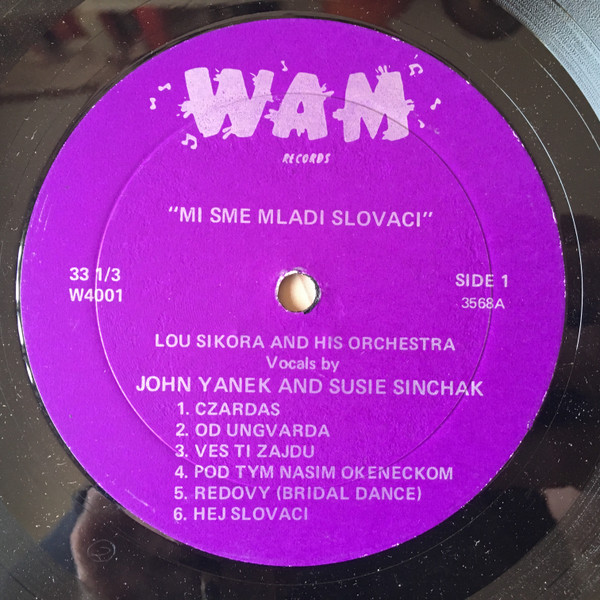 WAM
RECORDS
"MI SME MLADI SLOVACI"
33 1/3
W4001
SIDE 1
3568A
LOU SIKORA AND HIS ORCHESTRA
Vocals by
JOHN YANEK AND SUSIE SINCHAK
1. CZARDAS
2. OD UNGVARDA
3. VES TI ZAJDU
4. POD TYM NASIM OKENECKOM
5. REDOVY (BRIDAL DANCE)
6. HEJ SLOVACI